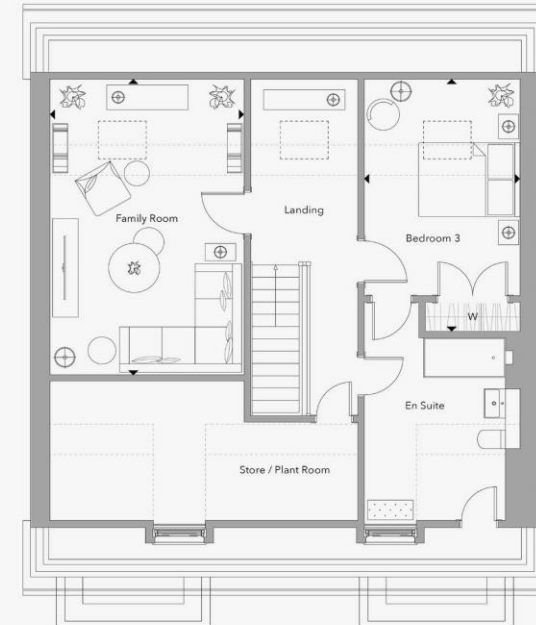 Family Room
Landing
Bedroom 3
W
En Suite
Store / Plant Room